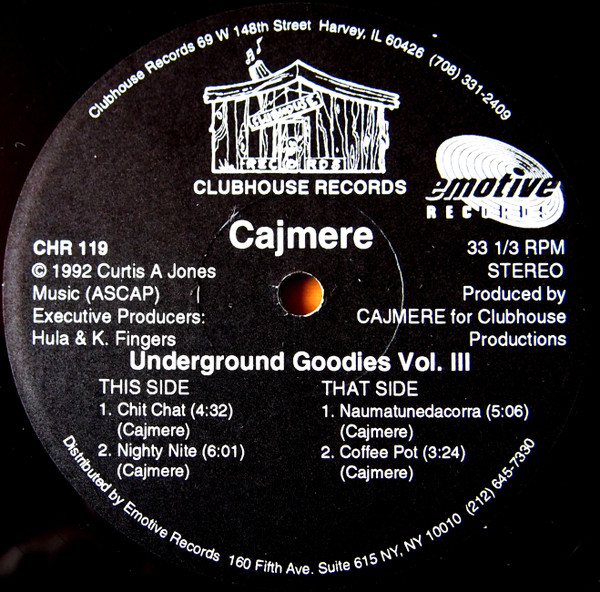 Clubhouse Records 69 W 148th Street Harvey, IL 60426 (708) 331-2409
CLUBHOUSE
RECORDS
CLUBHOUSE RECORDS
emotive
RECORDS
Cajmere
CHR 119
© 1992 Curtis A Jones
Music (ASCAP)
Executive Producers:
Hula & K. Fingers
33 1/3 RPM
STEREO
Produced by
CAJMERE for Clubhouse
Productions
Underground Goodies Vol. III
THIS SIDE
1. Chit Chat (4:32)
(Cajmere)
2. Nighty Nite (6:01)
(Cajmere)
THAT SIDE
1. Naumatunedacorra (5:06)
(Cajmere)
2. Coffee Pot (3:24)
(Cajmere)
Distributed by Emotive Records 160 Fifth Ave. Suite 615 NY, NY 10010 (212) 645-7330